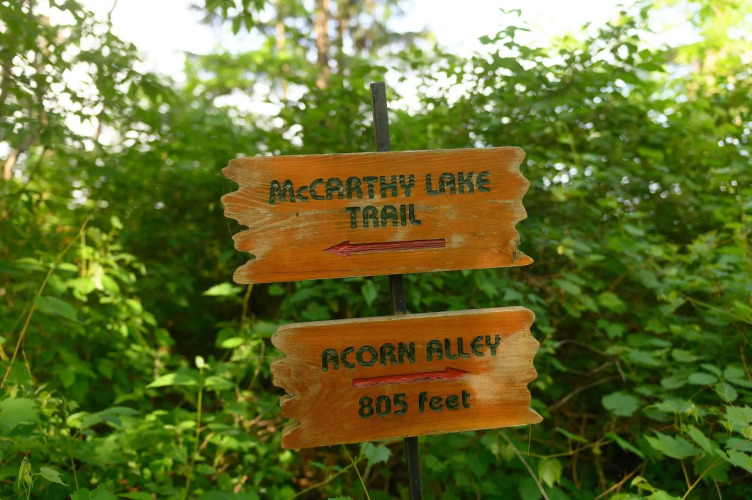 McCARTHY LAKE
TRAIL
ACORN ALLEY
805 feet